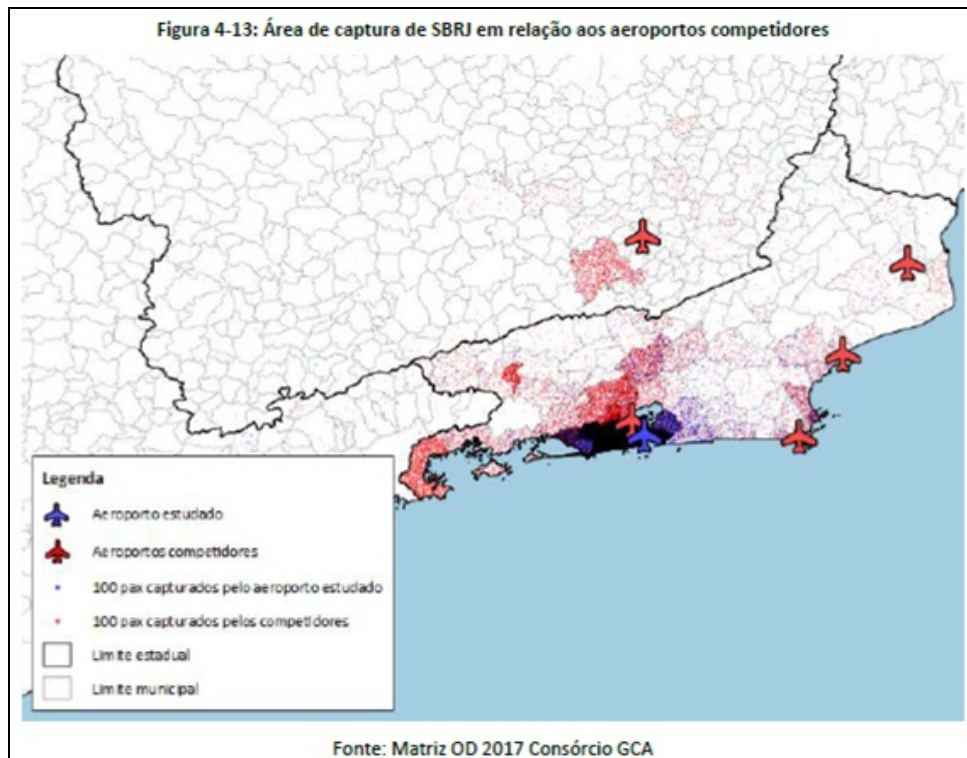 Figura 4-13: Área de captura de SBRJ em relação aos aeroportos competidores
Legenda
Aeroporto estudado
Aeroportos competidores
100 pax capturados pelo aeroporto estudado
100 pax capturados pelos competidores
Limite estadual
Limite municipal
Fonte: Matriz OD 2017 Consórcio GCA